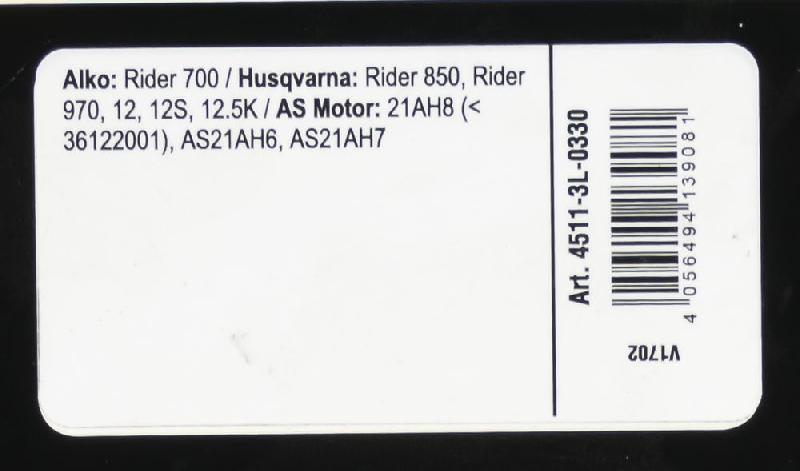 Alko: Rider 700 / Husqvarna: Rider 850, Rider
970, 12, 12S, 12.5K / AS Motor: 21AH8 (<
36122001), AS21AH6, AS21AH7
Art. 4511-3L-0330
4 056494 139081
V1702